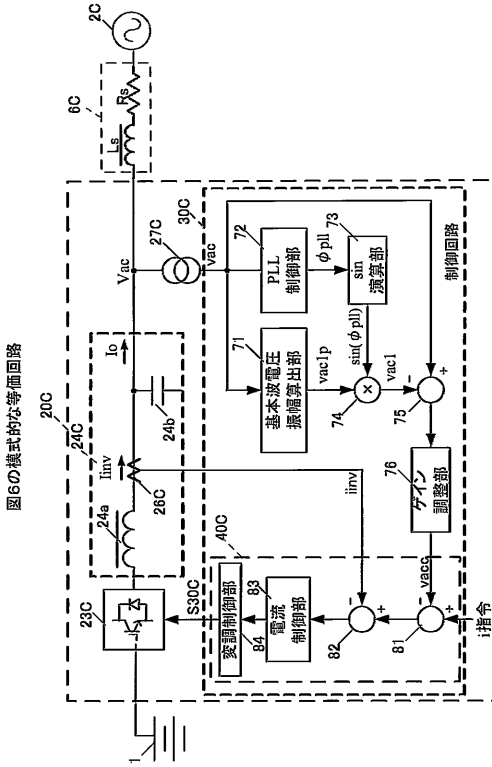 図6の模式的な等価回路
20C
24C
24a
Iinv
26C
24b
Io
Vac
27C
vac
30C
6C
Ls
Rs
2C
23C
S30C
40C
変調制御部
84
電流
制御部
83
82
iinv
81
i指令
vacc
ゲイン
調整部
76
75
vac1
74
vac1p
基本波電圧
振幅算出部
71
PLL
制御部
72
φpll
sin
演算部
73
sin(φpll)
制御回路
×
+
-
+
-
+
-
1